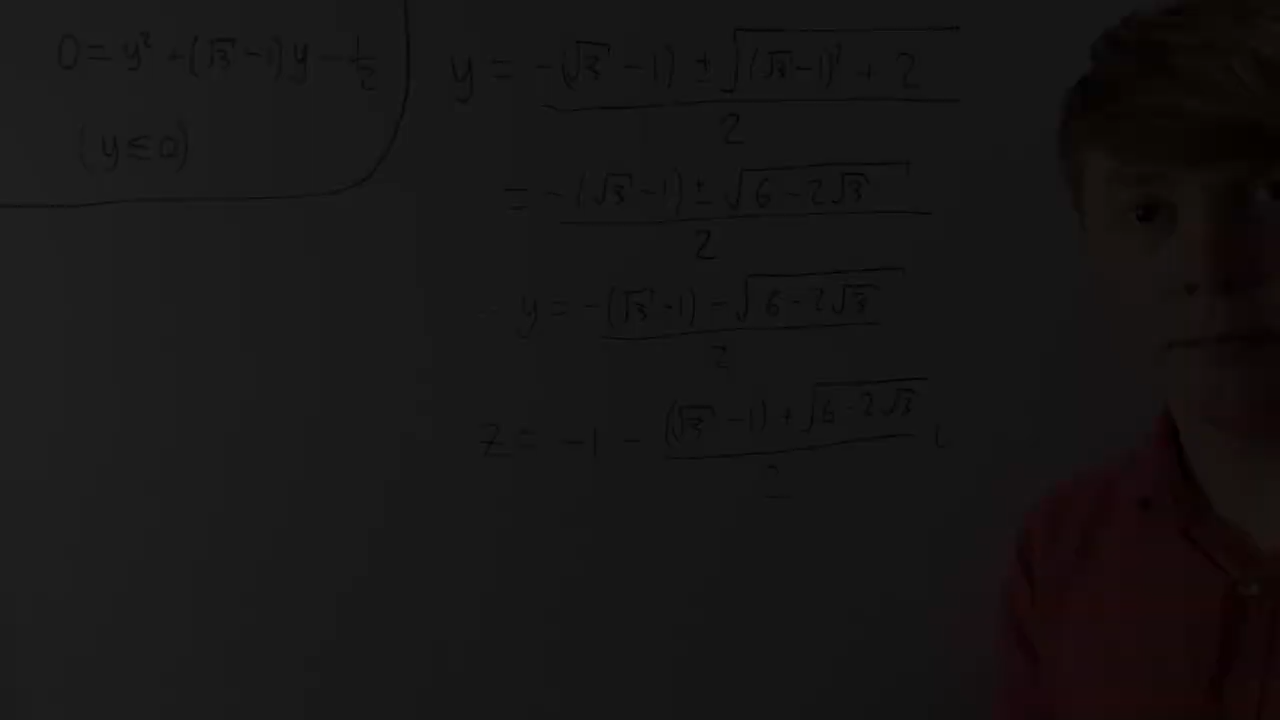 0 = y² + (√3 - 1) y - 1/2
(y ≤ 0)
y = -(√3 - 1) ± √((√3 - 1)² + 2) / 2
= -(√3 - 1) ± √(6 - 2√3) / 2
y = -(√3 - 1) - √(6 - 2√3) / 2
z = -1 - (√3 - 1) + √(6 - 2√3) / 2 i